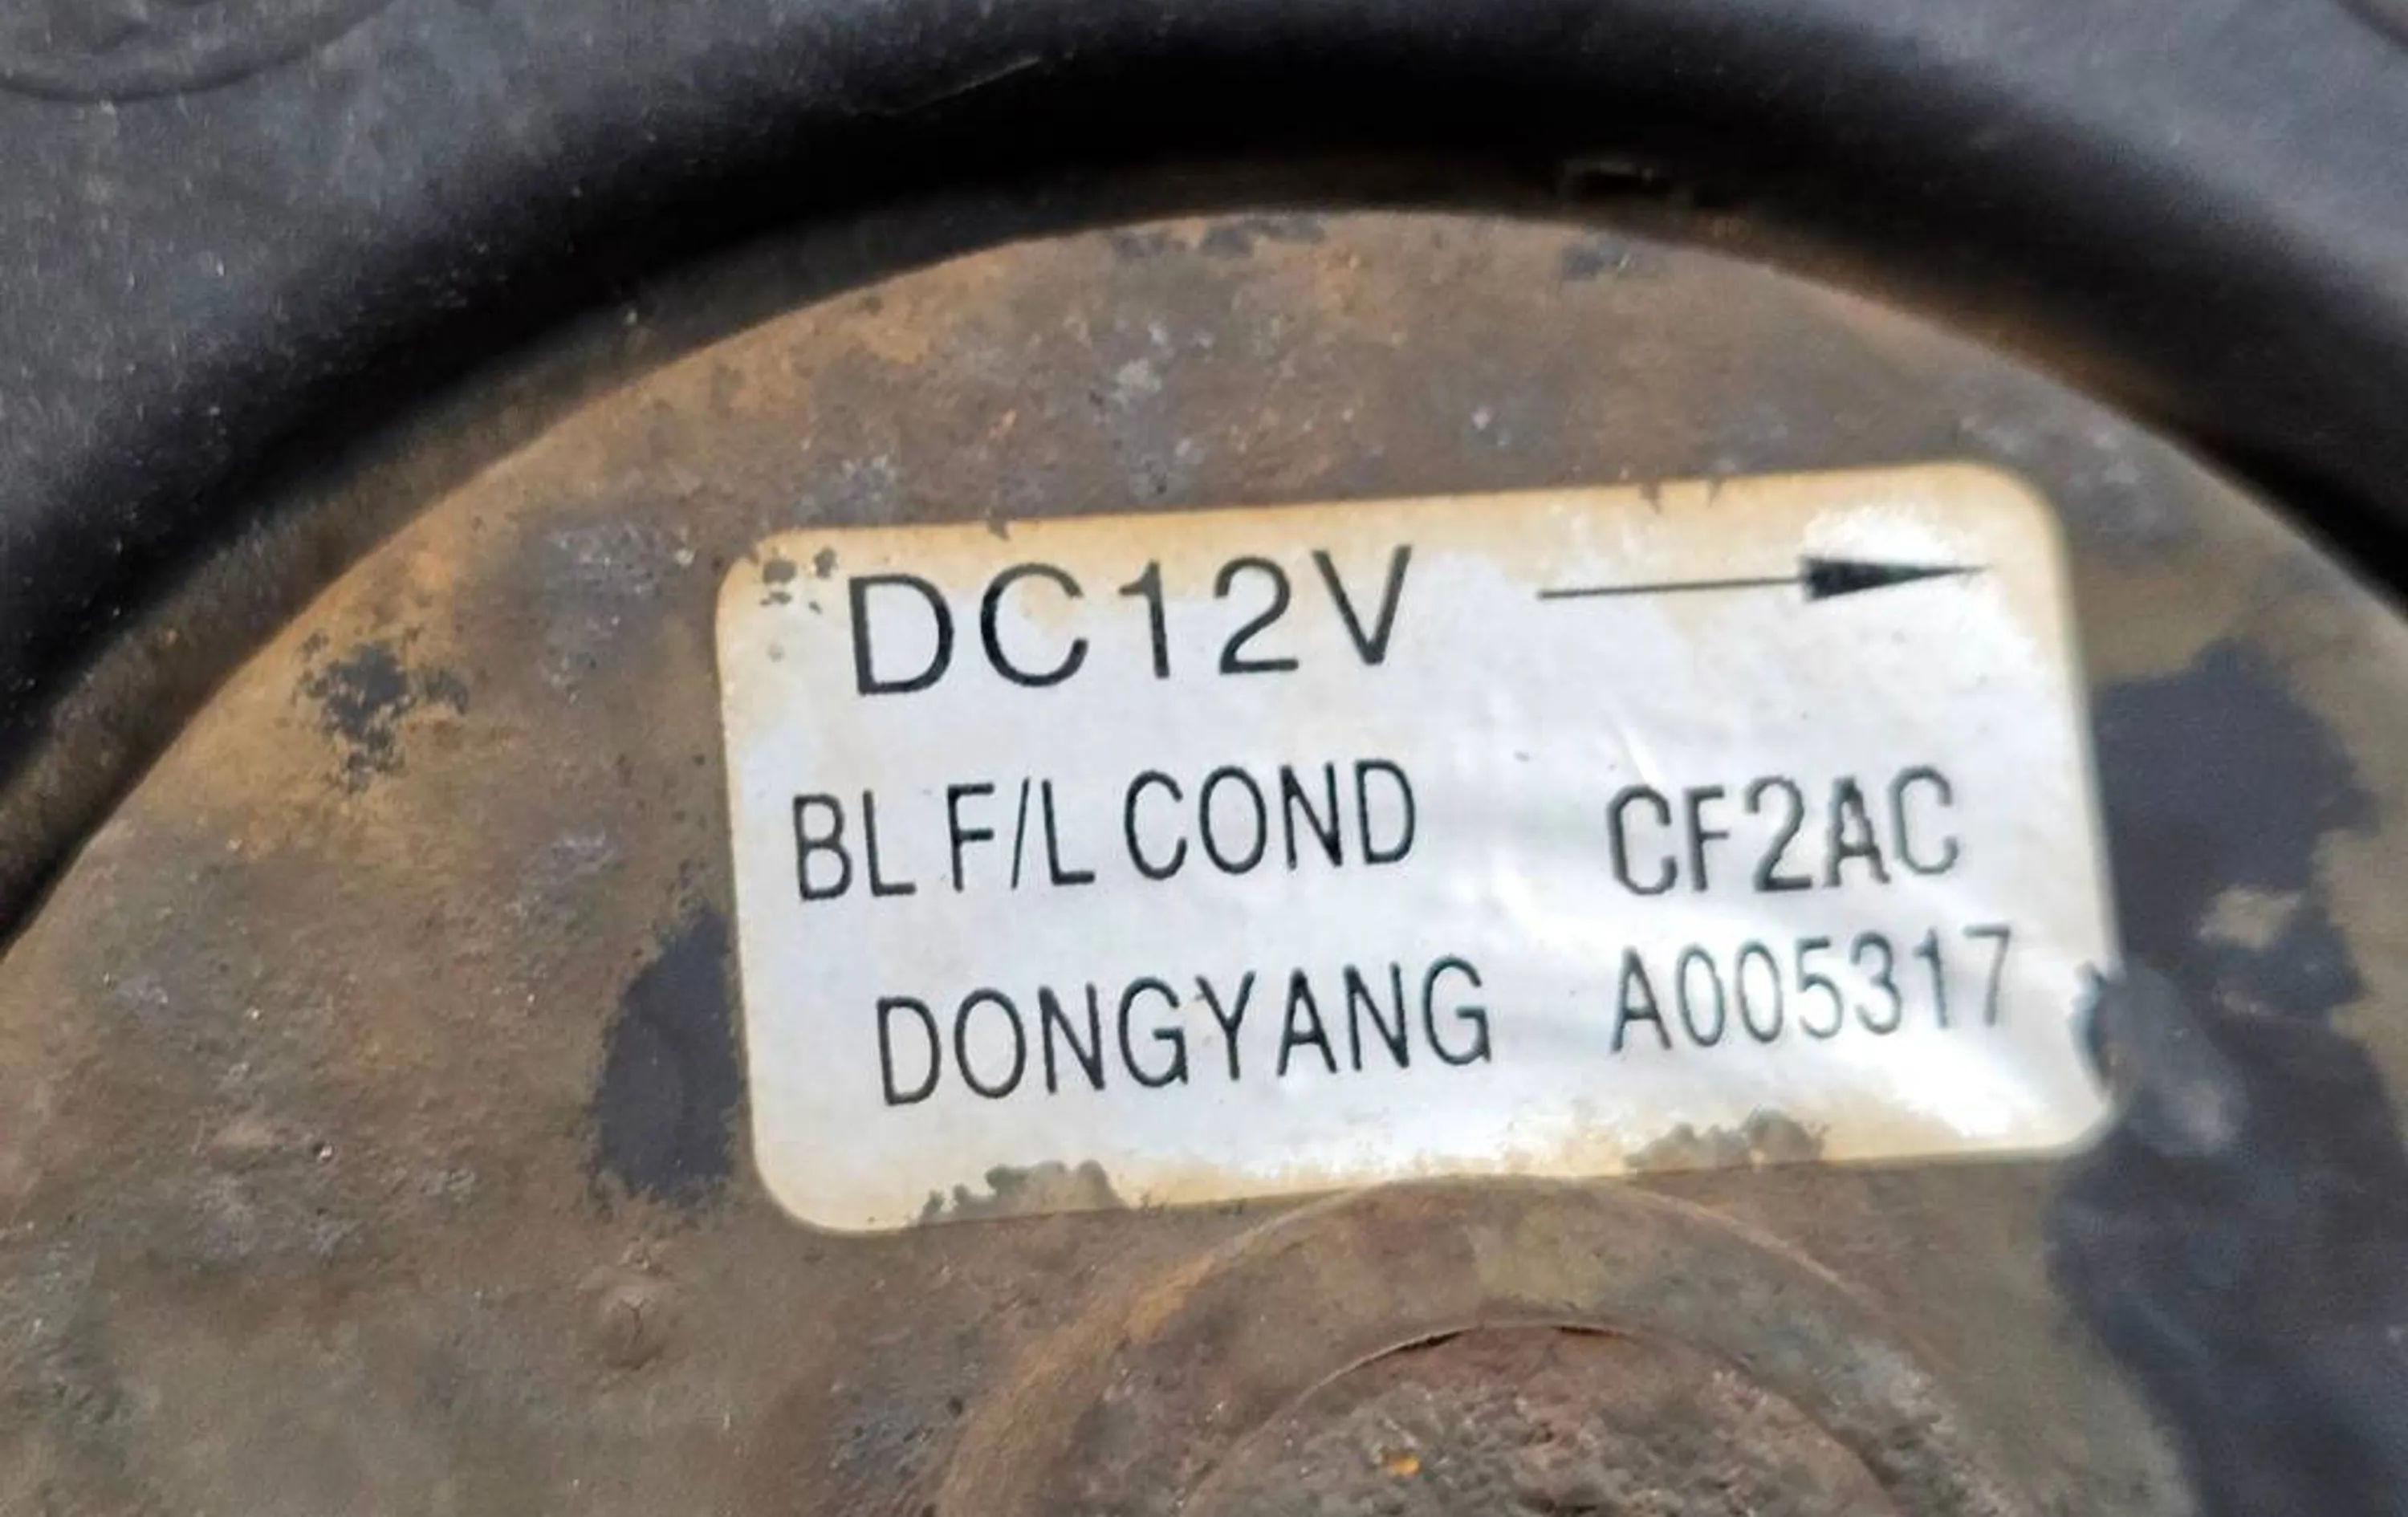 DC12V
BL F/L COND CF2AC
DONGYANG A005317